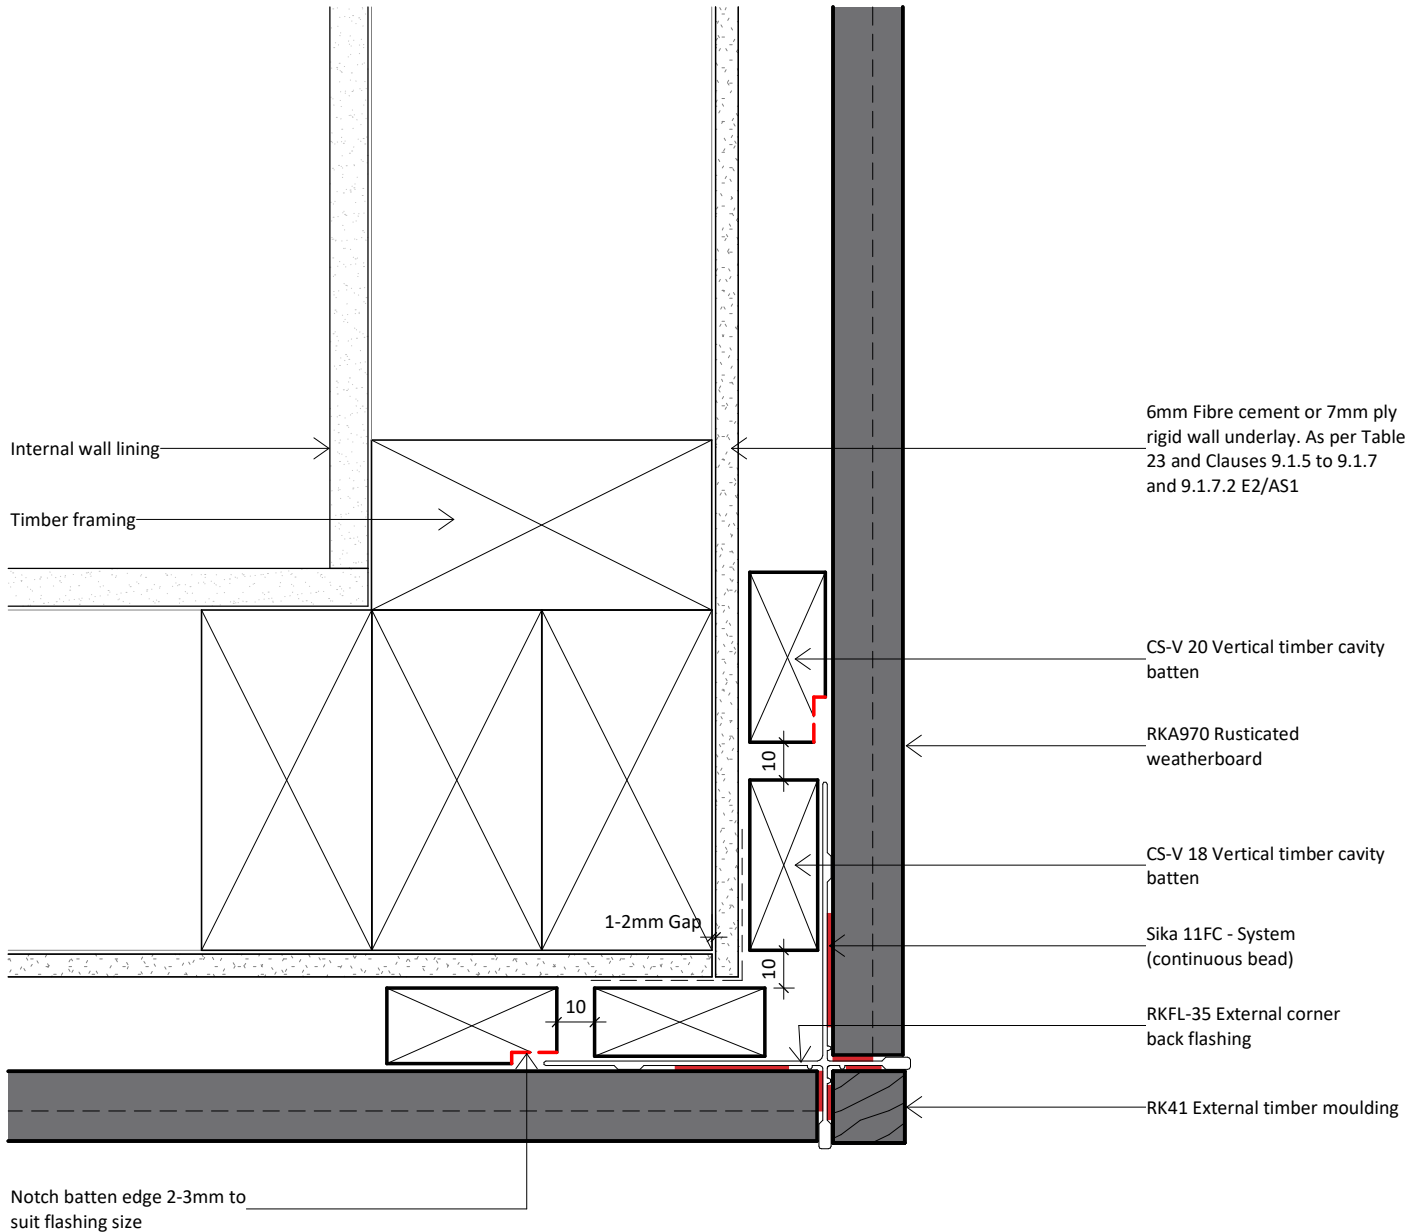 Internal wall lining
Timber framing
6mm Fibre cement or 7mm ply
rigid wall underlay. As per Table
23 and Clauses 9.1.5 to 9.1.7
and 9.1.7.2 E2/AS1
CS-V 20 Vertical timber cavity
batten
RKA970 Rusticated
weatherboard
10
CS-V 18 Vertical timber cavity
batten
1-2mm Gap
Sika 11FC - System
(continuous bead)
10
10
RKFL-35 External corner
back flashing
RK41 External timber moulding
Notch batten edge 2-3mm to
suit flashing size